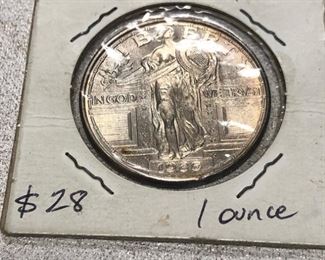 LIBERTY
IN GOD WE TRUST
$28 1 ounce